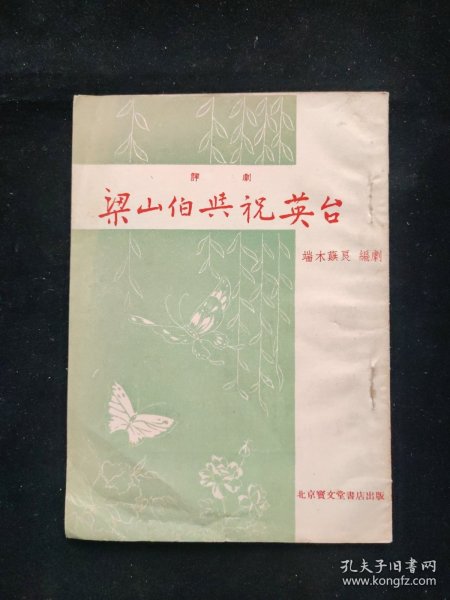 評 劇
梁山伯與祝英台
端木蕻良 編劇
北京寳文堂書店出版
孔夫子旧书网
www.kongfz.com